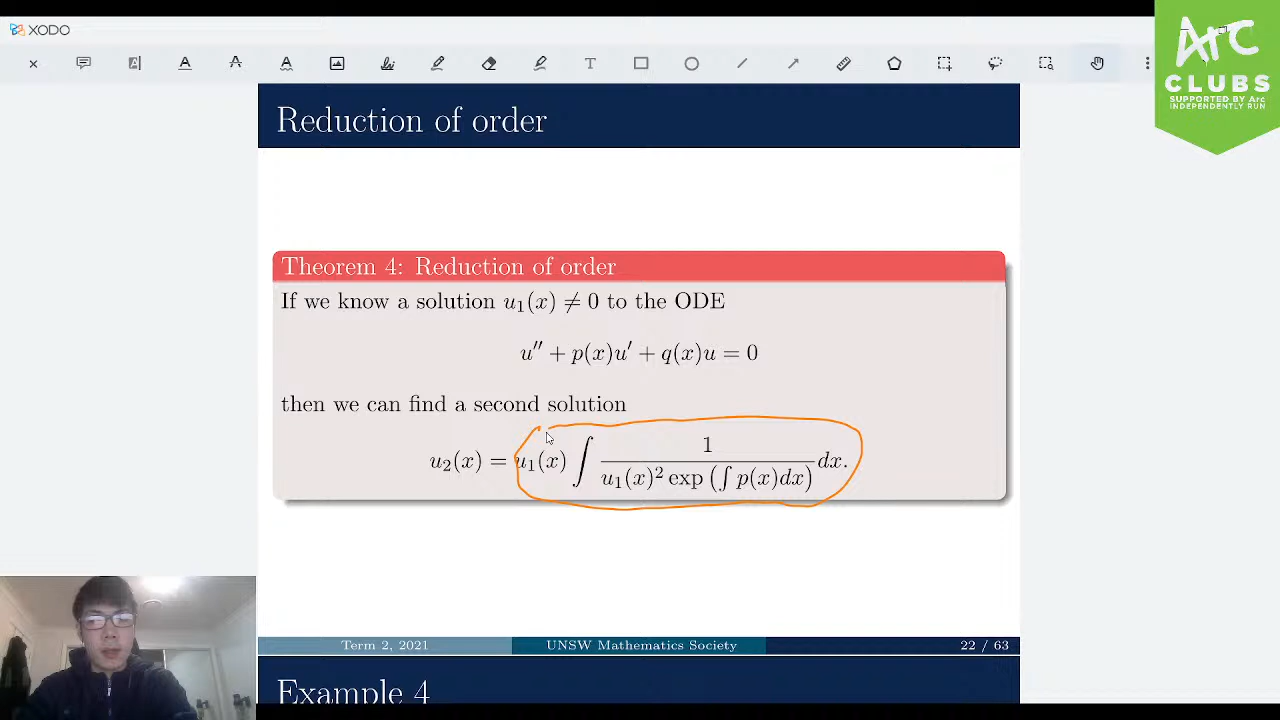 XODO
Arc
CLUBS
SUPPORTED BY Arc
INDEPENDENTLY RUN
Reduction of order
Theorem 4: Reduction of order
If we know a solution u₁(x) ≠ 0 to the ODE
u′′ + p(x)u′ + q(x)u = 0
then we can find a second solution
u₂(x) = u₁(x) ∫ 1 / (u₁(x)² exp (∫ p(x)dx)) dx.
Term 2, 2021
UNSW Mathematics Society
22 / 63
Example 4